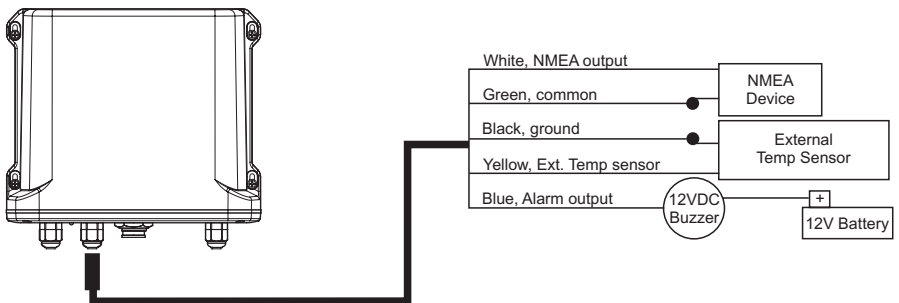 White, NMEA output
NMEA
Device
Green, common
Black, ground
External
Temp Sensor
Yellow, Ext. Temp sensor
Blue, Alarm output
12VDC
Buzzer
+
12V Battery